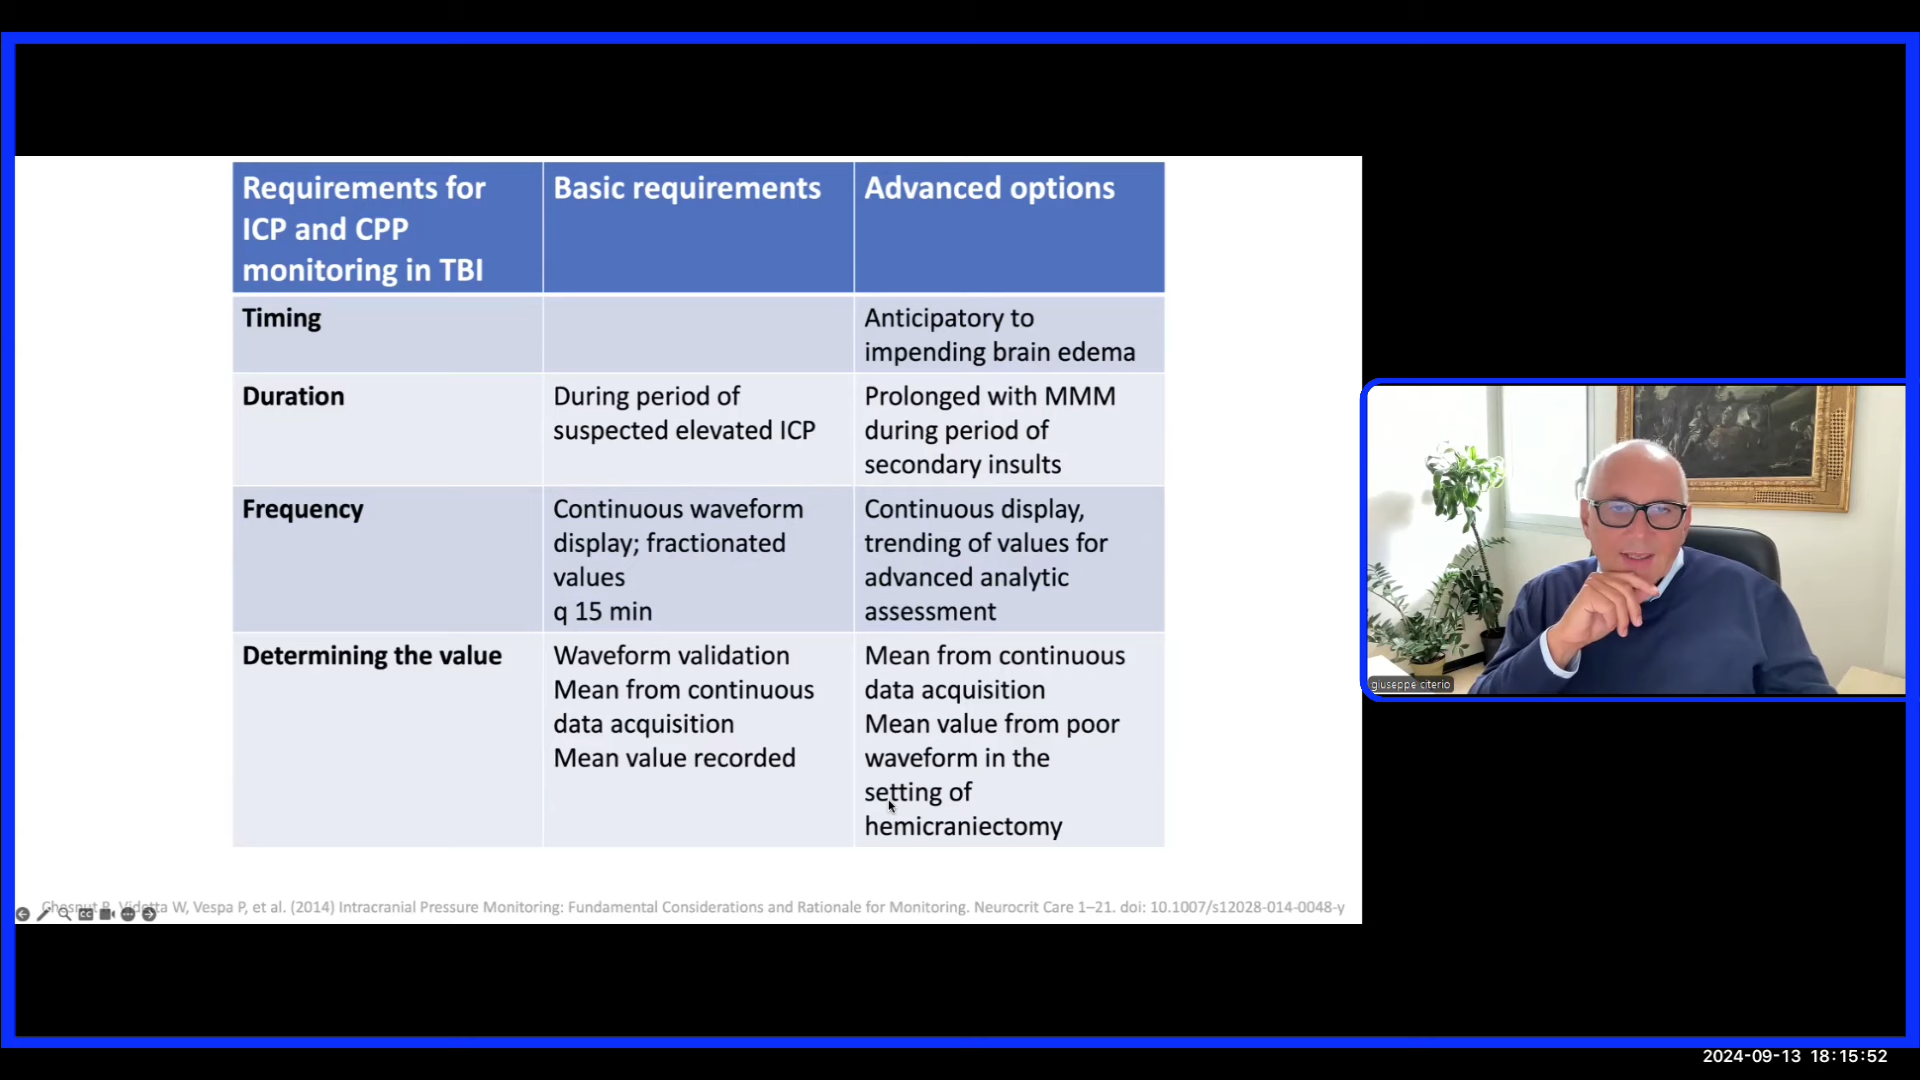 Requirements for
ICP and CPP
monitoring in TBI
Basic requirements
Advanced options
Timing
Anticipatory to
impending brain edema
Duration
During period of
suspected elevated ICP
Prolonged with MMM
during period of
secondary insults
Frequency
Continuous waveform
display; fractionated
values
q 15 min
Continuous display,
trending of values for
advanced analytic
assessment
Determining the value
Waveform validation
Mean from continuous
data acquisition
Mean value recorded
Mean from continuous
data acquisition
Mean value from poor
waveform in the
setting of
hemicraniectomy
Chesnut R, Videtta W, Vespa P, et al. (2014) Intracranial Pressure Monitoring: Fundamental Considerations and Rationale for Monitoring. Neurocrit Care 1–21. doi: 10.1007/s12028-014-0048-y
giuseppe citerio
2024-09-13 18:15:52